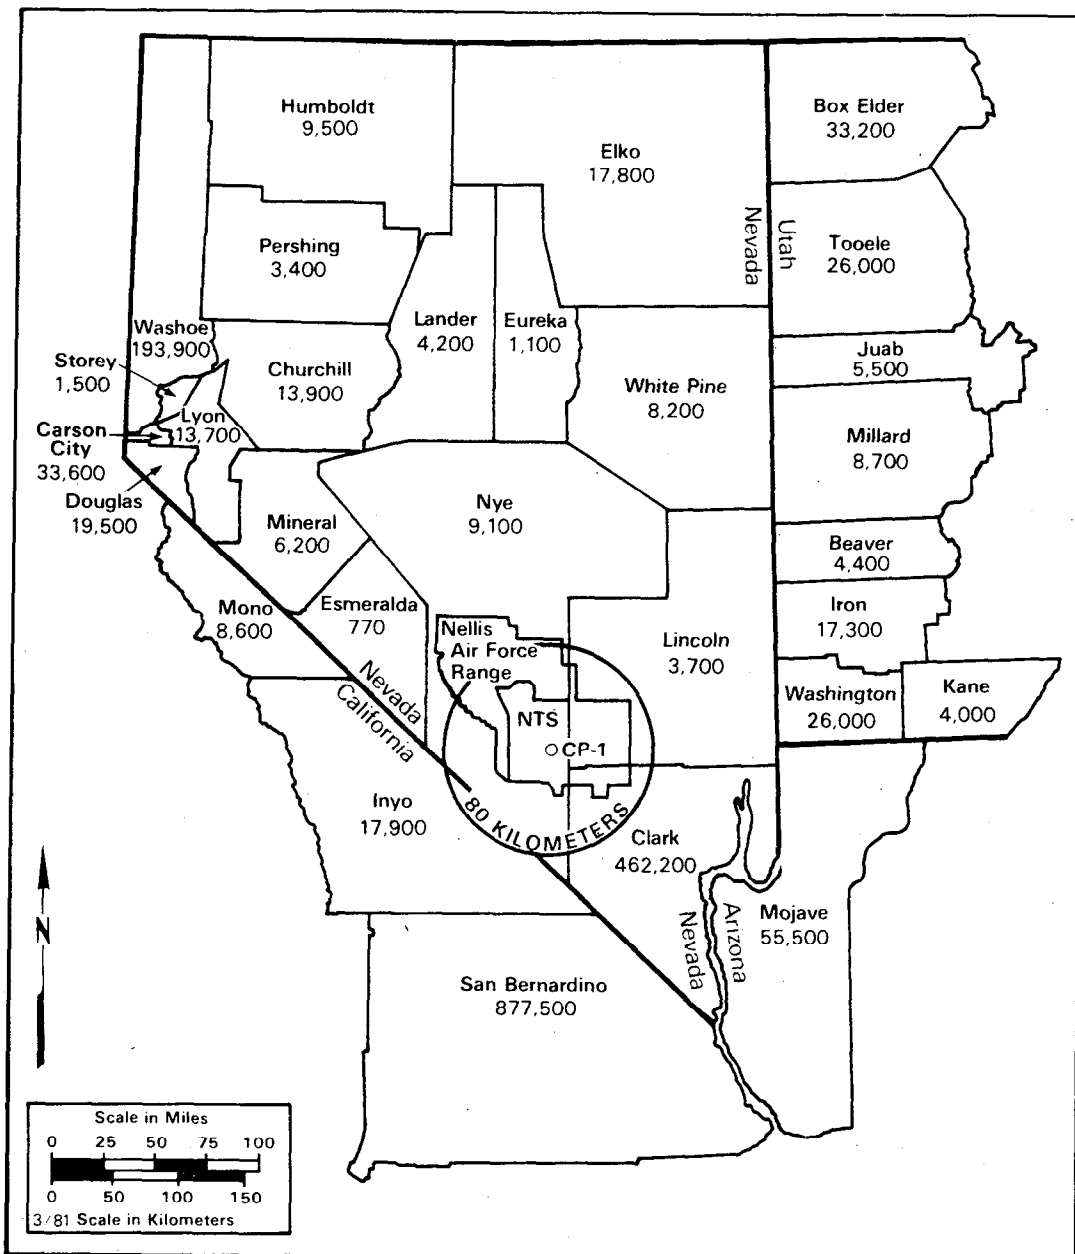 Humboldt
9,500
Elko
17,800
Box Elder
33,200
Nevada
Utah
Pershing
3,400
Tooele
26,000
Washoe
193,900
Lander
4,200
Eureka
1,100
Storey
1,500
Churchill
13,900
Juab
5,500
White Pine
8,200
Lyon
13,700
Carson
City
33,600
Millard
8,700
Douglas
19,500
Nye
9,100
Mineral
6,200
Beaver
4,400
Mono
8,600
Esmeralda
770
Iron
17,300
Nellis
Air Force
Range
Lincoln
3,700
Washington
26,000
Kane
4,000
Nevada
California
NTS
CP-1
Inyo
17,900
80 KILOMETERS
Clark
462,200
Nevada
Arizona
Mojave
55,500
N
San Bernardino
877,500
Scale in Miles
0 25 50 75 100
0 50 100 150
3/81 Scale in Kilometers